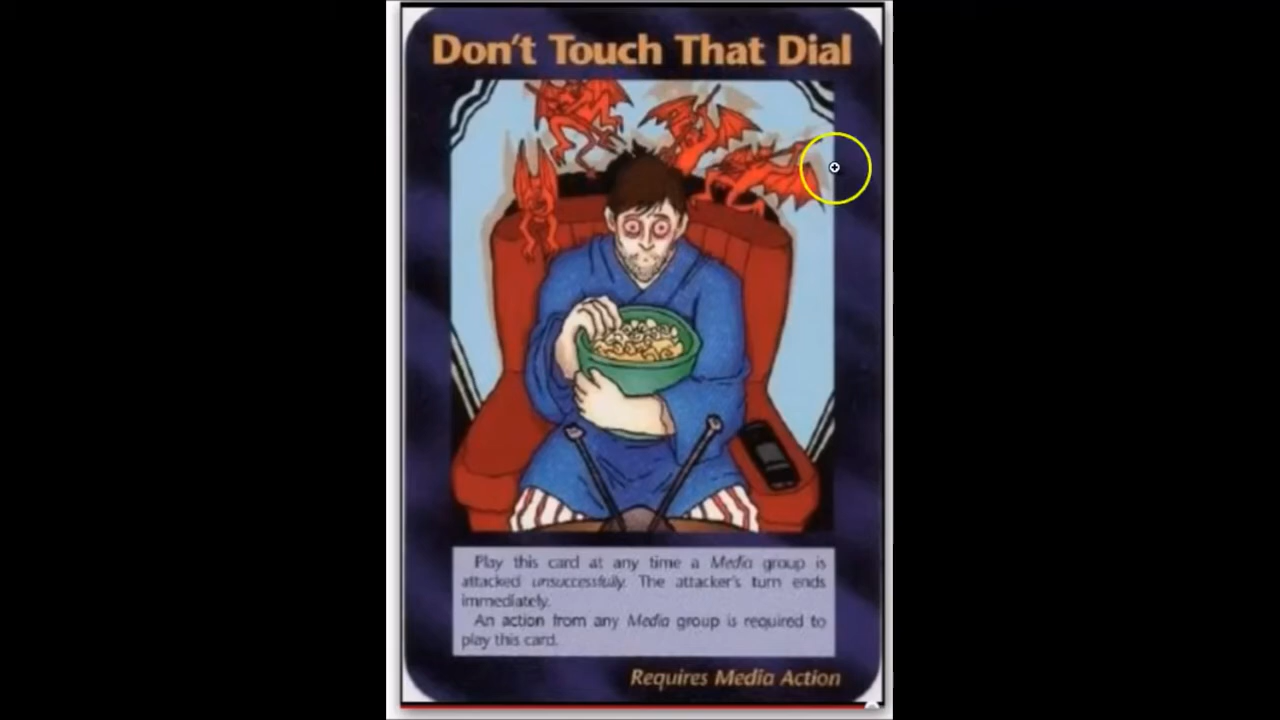 Don't Touch That Dial
Play this card at any time a Media group is
attacked unsuccessfully. The attacker's turn ends
immediately.
An action from any Media group is required to
play this card.
Requires Media Action